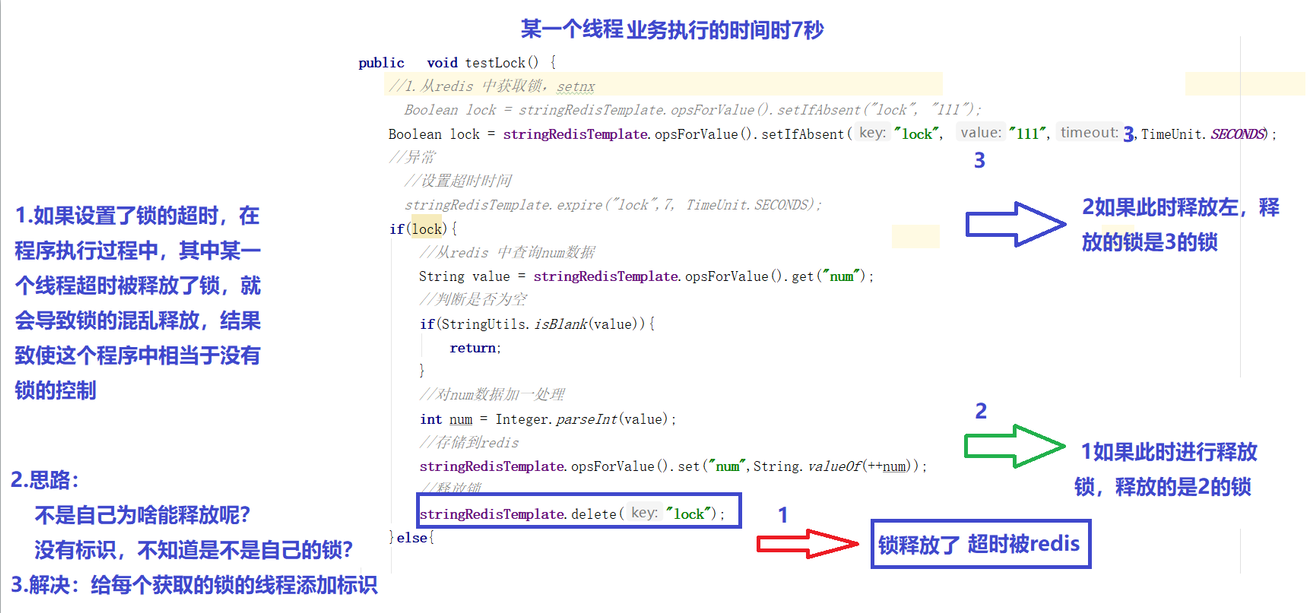 某一个线程业务执行的时间时7秒
public void testLock() {
//1.从redis 中获取锁，setnx
Boolean lock = stringRedisTemplate.opsForValue().setIfAbsent("lock", "111");
Boolean lock = stringRedisTemplate.opsForValue().setIfAbsent( key: "lock", value: "111", timeout: 3,TimeUnit.SECONDS);
//异常
3
//设置超时时间
stringRedisTemplate.expire("lock",7, TimeUnit.SECONDS);
if(lock){
//从redis 中查询num数据
String value = stringRedisTemplate.opsForValue().get("num");
//判断是否为空
if(StringUtils.isBlank(value)){
return;
}
//对num数据加一处理
int num = Integer.parseInt(value);
//存储到redis
stringRedisTemplate.opsForValue().set("num",String.valueOf(++num));
//释放锁
stringRedisTemplate.delete( key: "lock");
}else{
1.如果设置了锁的超时，在
程序执行过程中，其中某一
个线程超时被释放了锁，就
会导致锁的混乱释放，结果
致使这个程序中相当于没有
锁的控制
2.思路：
不是自己为啥能释放呢？
没有标识，不知道是不是自己的锁？
3.解决：给每个获取的锁的线程添加标识
2如果此时释放左，释
放的锁是3的锁
2
1如果此时进行释放
锁，释放的是2的锁
1
锁释放了 超时被redis